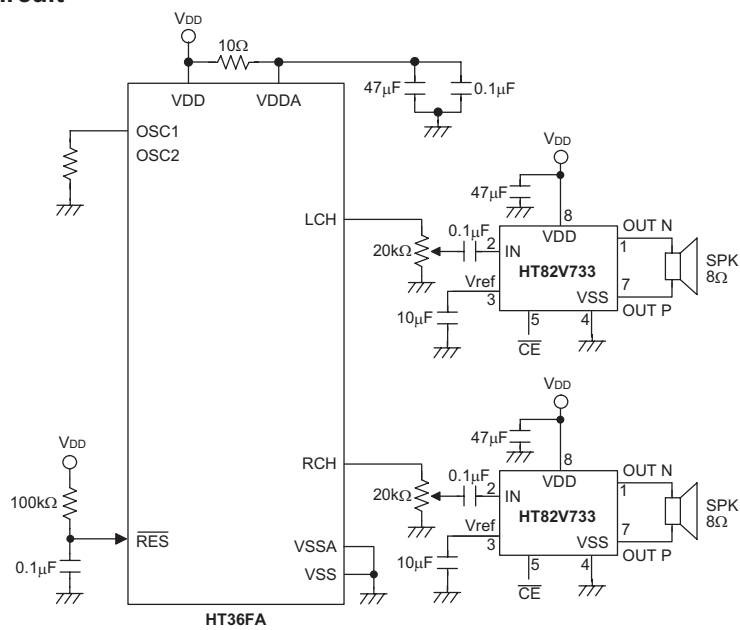 VDD
10Ω
VDD
VDDA
47μF
0.1μF
OSC1
OSC2
LCH
20kΩ
0.1μF
VDD
47μF
8
VDD
2
IN
HT82V733
Vref
3
VSS
10μF
5
4
CE
OUT N
1
7
OUT P
SPK
8Ω
VDD
100kΩ
RES
0.1μF
RCH
20kΩ
0.1μF
VSSA
VSS
VDD
47μF
8
VDD
2
IN
HT82V733
Vref
3
VSS
10μF
5
4
CE
OUT N
1
7
OUT P
SPK
8Ω
HT36FA